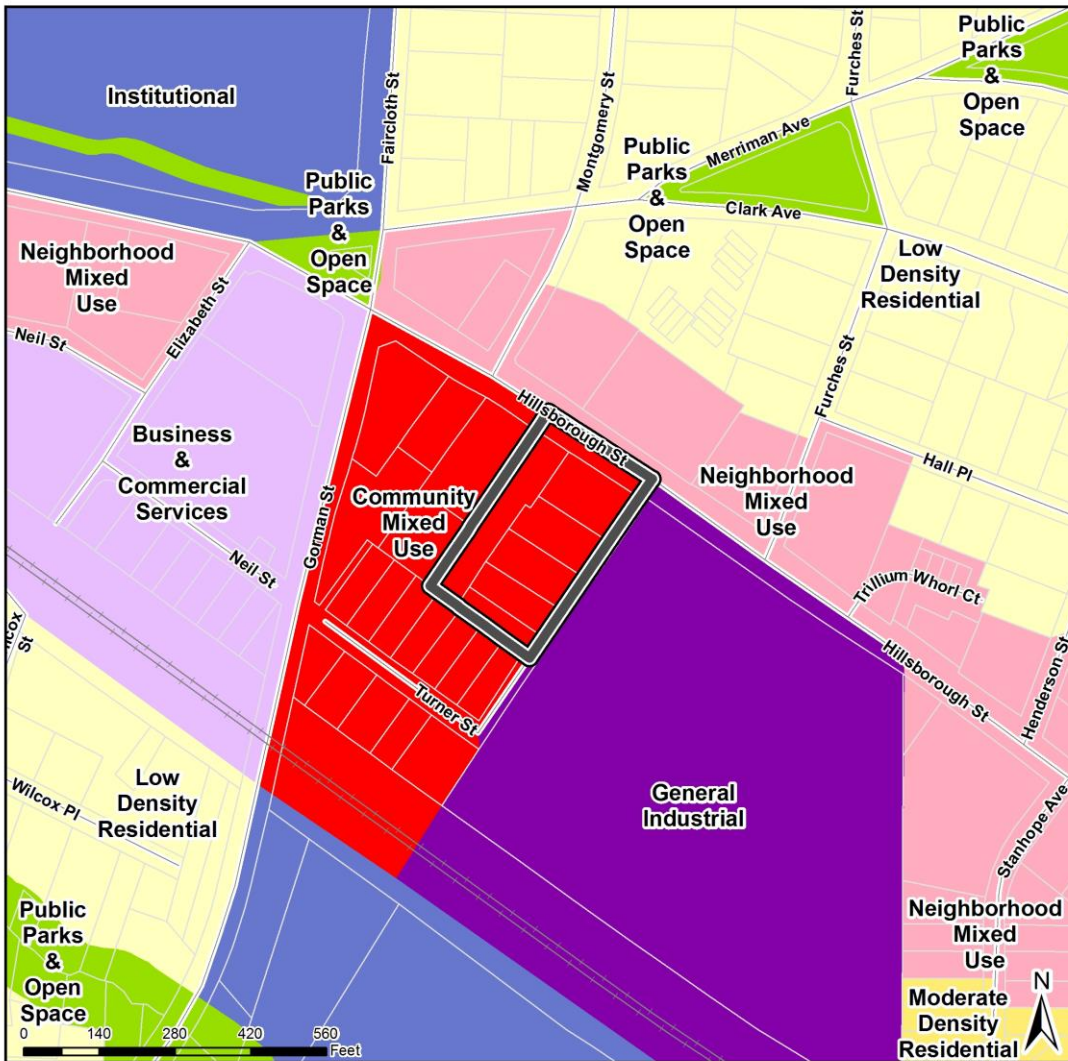 Public
Parks
&
Open
Space
Institutional
Faircloth St
Montgomery St
Furches St
Merriman Ave
Public
Parks
&
Open
Space
Public
Parks
&
Open
Space
Clark Ave
Neighborhood
Mixed
Use
Elizabeth St
Low
Density
Residential
Neil St
Hillsborough St
Furches St
Business
&
Commercial
Services
Hall Pl
Gorman St
Community
Mixed
Use
Neighborhood
Mixed
Use
Neil St
Trillium Whorl Ct
St
Turner St
Hillsborough St
Henderson St
Wilcox Pl
Low
Density
Residential
General
Industrial
Stanhope Ave
Public
Parks
&
Open
Space
Neighborhood
Mixed
Use
Moderate
Density
Residential
N
0 140 280 420 560
Feet